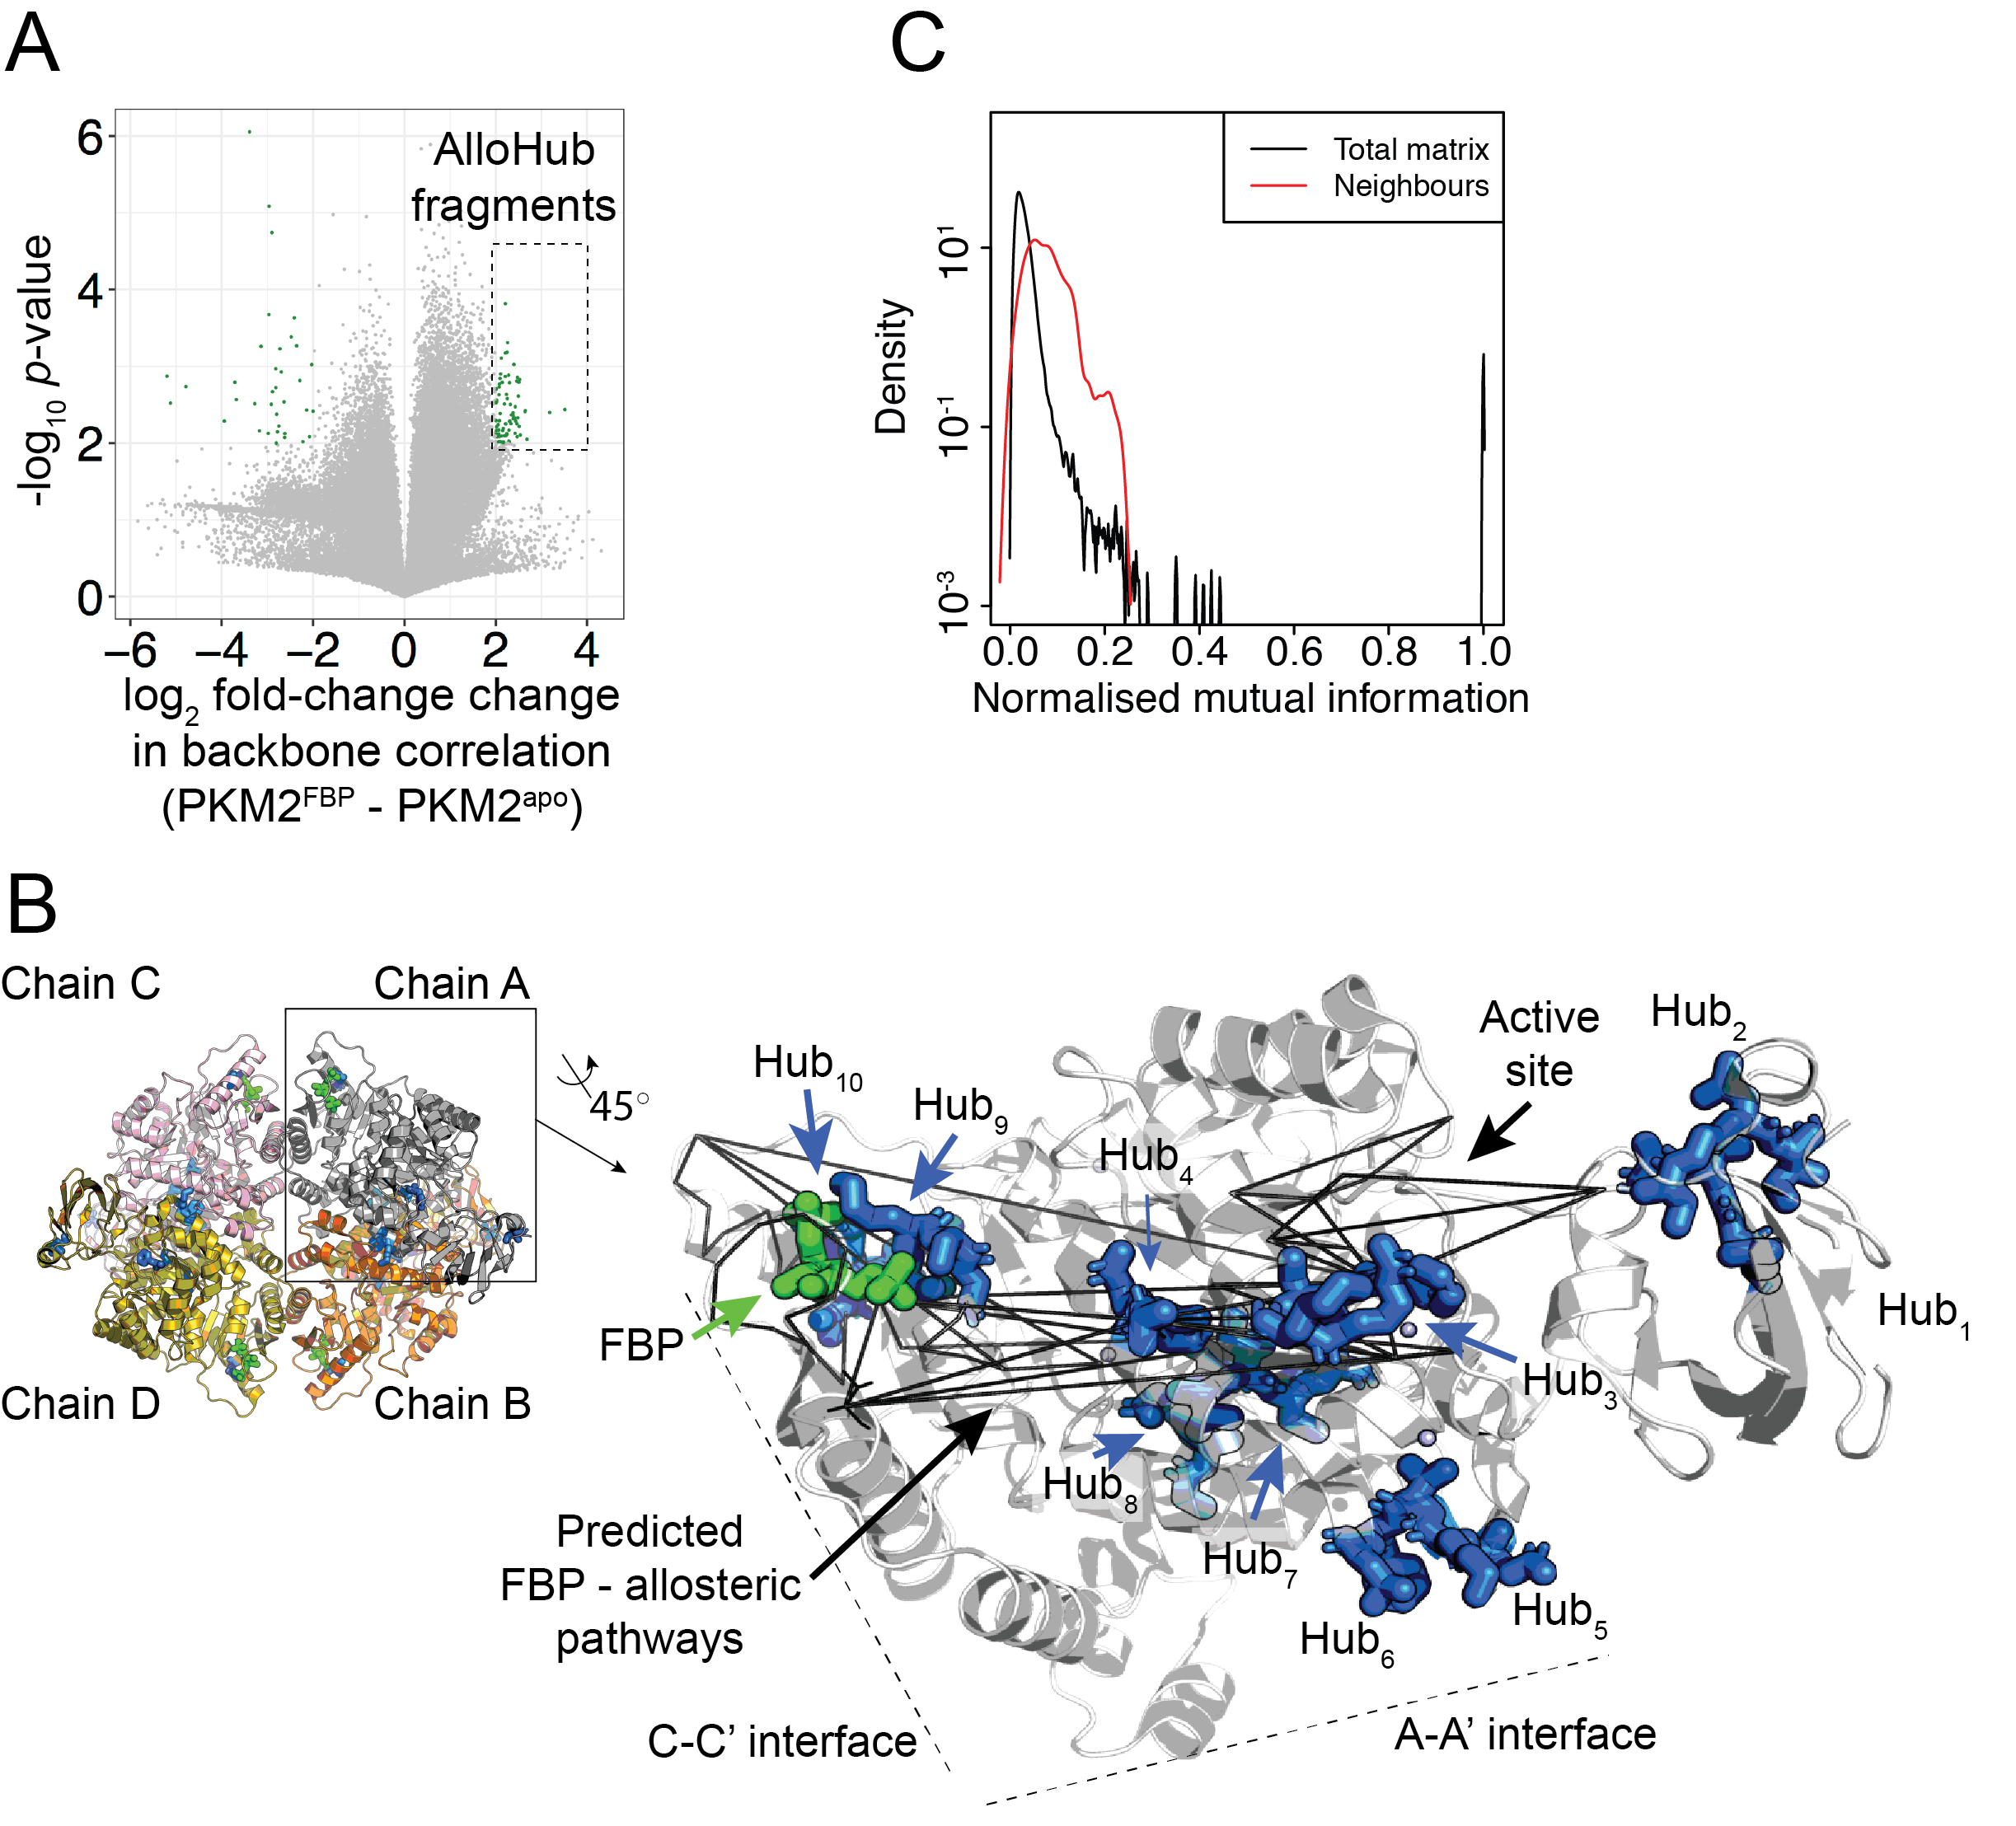 A
6
4
2
0
-log10 p-value
AlloHub
fragments
−6 −4 −2 0 2 4
log2 fold-change change
in backbone correlation
(PKM2FBP - PKM2apo)
C
Total matrix
Neighbours
10¹
10-1
10-3
Density
0.0 0.2 0.4 0.6 0.8 1.0
Normalised mutual information
B
Chain C
Chain A
Chain D
Chain B
45°
Hub10
Hub9
Hub4
Active
site
Hub2
Hub1
FBP
Hub3
Hub8
Hub7
Hub6
Hub5
Predicted
FBP - allosteric
pathways
C-C’ interface
A-A’ interface